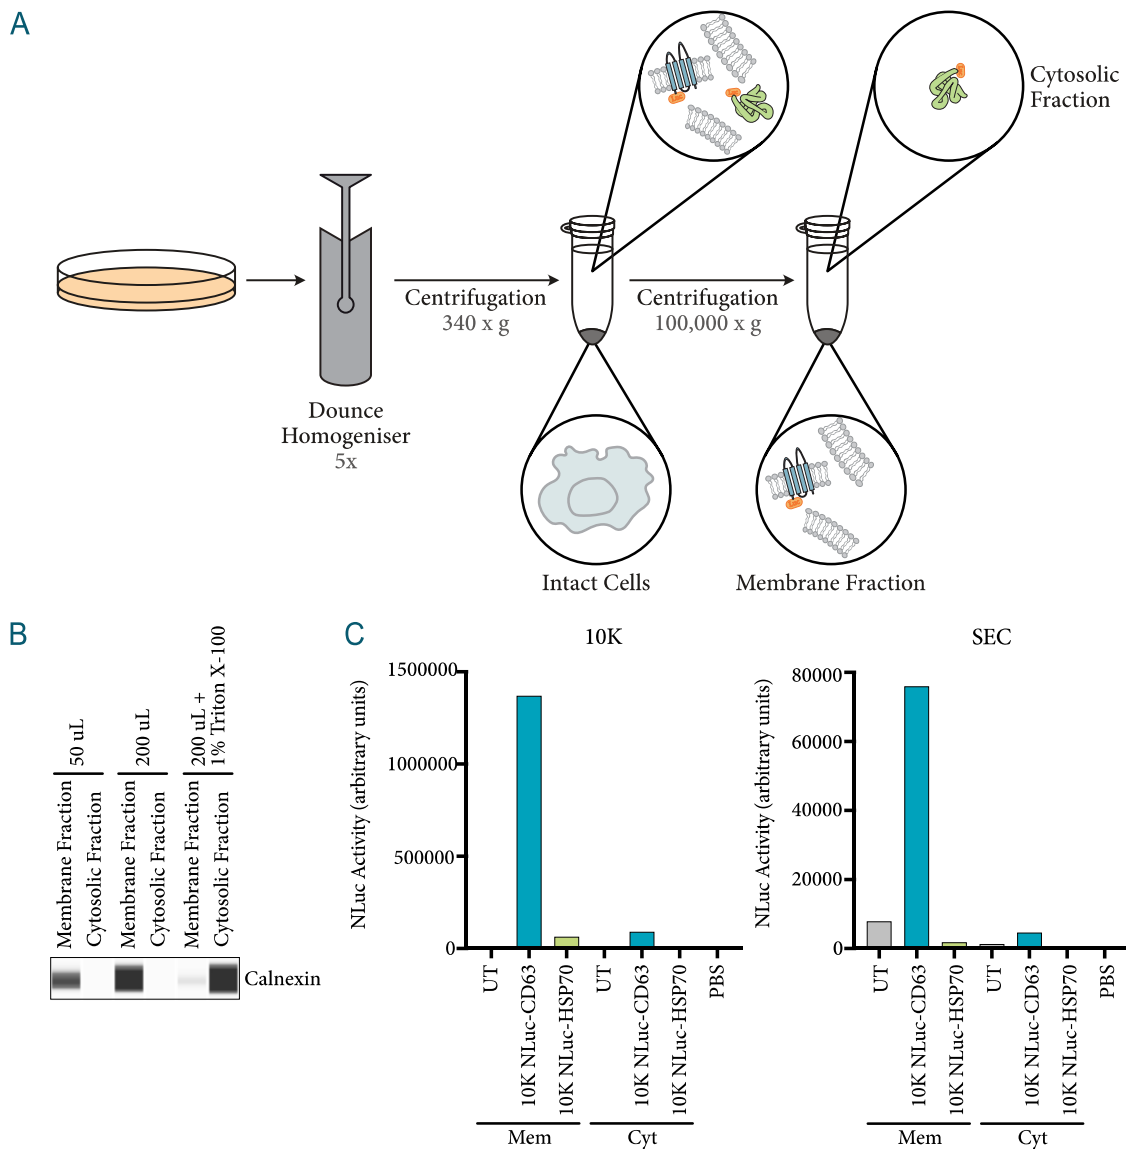 A
Cytosolic
Fraction
Luc
Luc
Luc
Centrifugation
340 x g
Centrifugation
100,000 x g
Dounce
Homogeniser
5x
Luc
Intact Cells
Membrane Fraction
B
50 uL
200 uL
200 uL +
1% Triton X-100
Membrane Fraction
Cytosolic Fraction
Membrane Fraction
Cytosolic Fraction
Membrane Fraction
Cytosolic Fraction
Calnexin
C
10K
NLuc Activity (arbitrary units)
1500000
1000000
500000
0
UT
10K NLuc-CD63
10K NLuc-HSP70
UT
10K NLuc-CD63
10K NLuc-HSP70
PBS
Mem
Cyt
SEC
NLuc Activity (arbitrary units)
80000
60000
40000
20000
0
UT
10K NLuc-CD63
10K NLuc-HSP70
UT
10K NLuc-CD63
10K NLuc-HSP70
PBS
Mem
Cyt